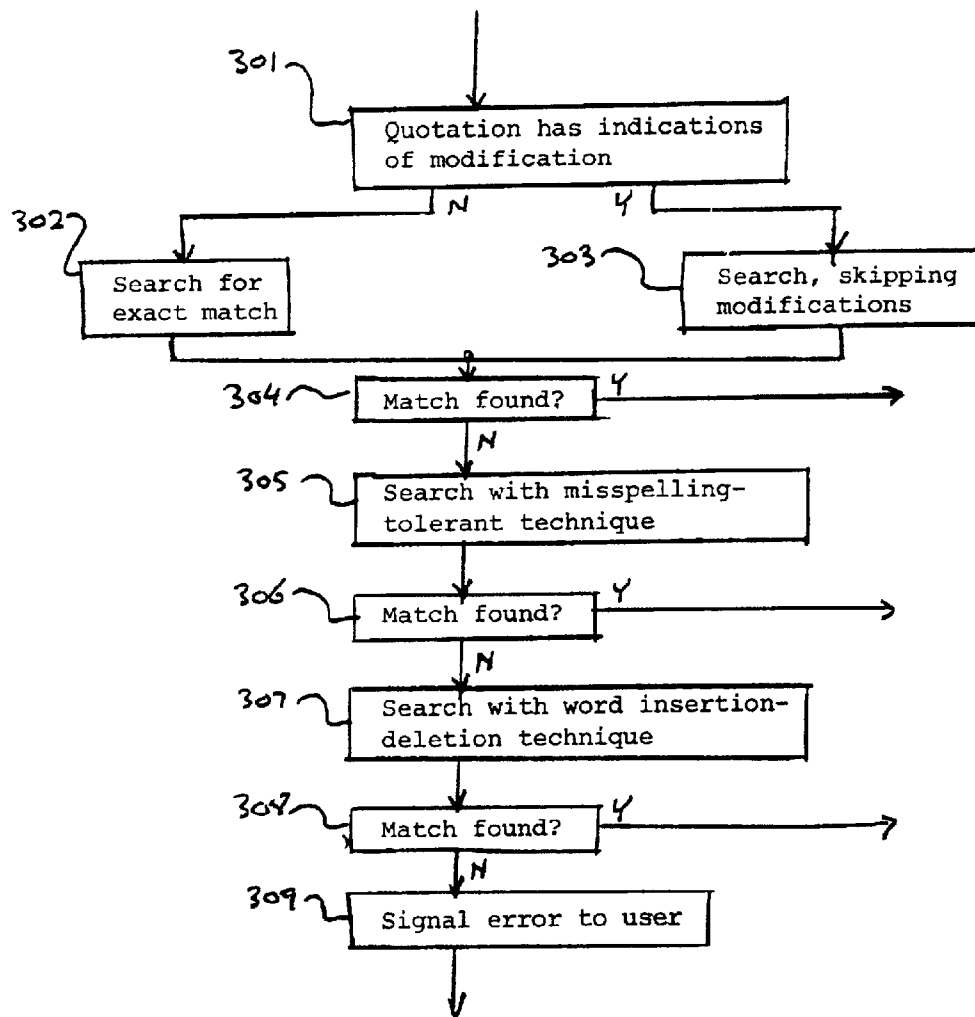 301
Quotation has indications
of modification
N
Y
302
Search for
exact match
303
Search, skipping
modifications
304
Match found?
Y
N
305
Search with misspelling-
tolerant technique
306
Match found?
Y
N
307
Search with word insertion-
deletion technique
308
Match found?
Y
N
309
Signal error to user